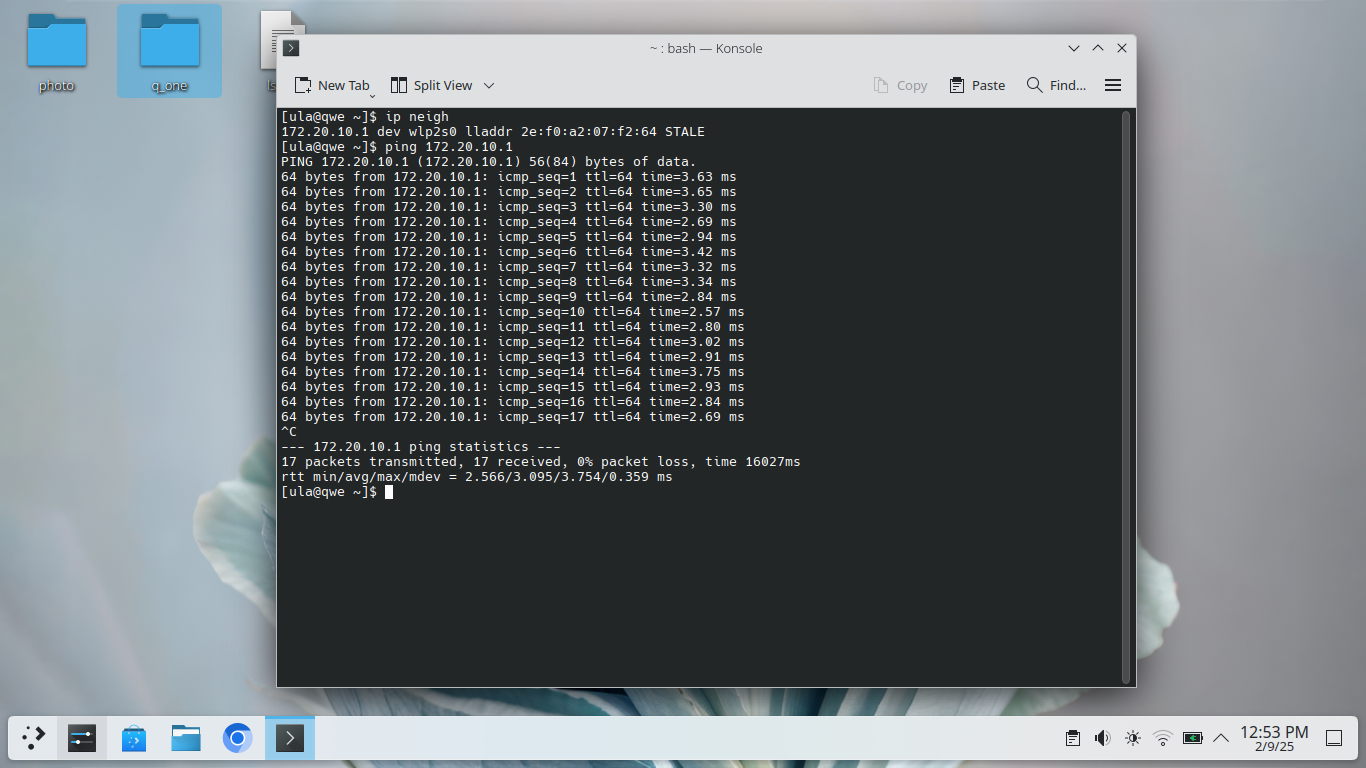 photo
q_one
~ : bash — Konsole
New Tab
Split View
Copy
Paste
Find...
[ula@qwe ~]$ ip neigh
172.20.10.1 dev wlp2s0 lladdr 2e:f0:a2:07:f2:64 STALE
[ula@qwe ~]$ ping 172.20.10.1
PING 172.20.10.1 (172.20.10.1) 56(84) bytes of data.
64 bytes from 172.20.10.1: icmp_seq=1 ttl=64 time=3.63 ms
64 bytes from 172.20.10.1: icmp_seq=2 ttl=64 time=3.65 ms
64 bytes from 172.20.10.1: icmp_seq=3 ttl=64 time=3.30 ms
64 bytes from 172.20.10.1: icmp_seq=4 ttl=64 time=2.69 ms
64 bytes from 172.20.10.1: icmp_seq=5 ttl=64 time=2.94 ms
64 bytes from 172.20.10.1: icmp_seq=6 ttl=64 time=3.42 ms
64 bytes from 172.20.10.1: icmp_seq=7 ttl=64 time=3.32 ms
64 bytes from 172.20.10.1: icmp_seq=8 ttl=64 time=3.34 ms
64 bytes from 172.20.10.1: icmp_seq=9 ttl=64 time=2.84 ms
64 bytes from 172.20.10.1: icmp_seq=10 ttl=64 time=2.57 ms
64 bytes from 172.20.10.1: icmp_seq=11 ttl=64 time=2.80 ms
64 bytes from 172.20.10.1: icmp_seq=12 ttl=64 time=3.02 ms
64 bytes from 172.20.10.1: icmp_seq=13 ttl=64 time=2.91 ms
64 bytes from 172.20.10.1: icmp_seq=14 ttl=64 time=3.75 ms
64 bytes from 172.20.10.1: icmp_seq=15 ttl=64 time=2.93 ms
64 bytes from 172.20.10.1: icmp_seq=16 ttl=64 time=2.84 ms
64 bytes from 172.20.10.1: icmp_seq=17 ttl=64 time=2.69 ms
^C
--- 172.20.10.1 ping statistics ---
17 packets transmitted, 17 received, 0% packet loss, time 16027ms
rtt min/avg/max/mdev = 2.566/3.095/3.754/0.359 ms
[ula@qwe ~]$
12:53 PM
2/9/25